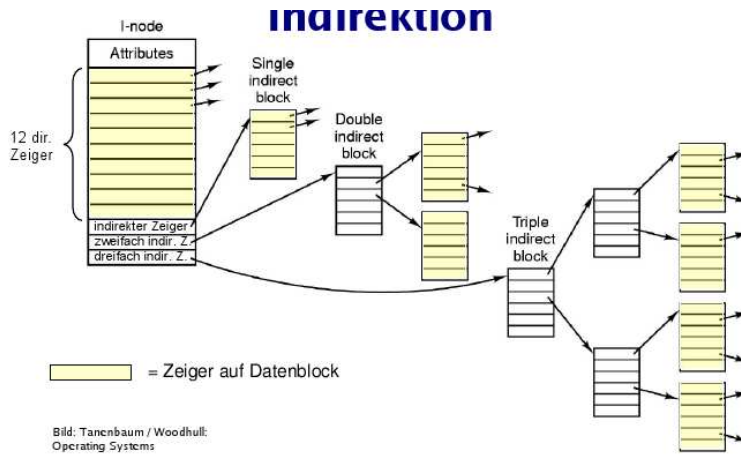 Indirektion
I-node
Attributes
12 dir.
Zeiger
indirekter Zeiger
zweifach indir. Z
dreifach indir. Z.
Single
indirect
block
Double
indirect
block
Triple
indirect
block
= Zeiger auf Datenblock
Bild: Tanenbaum / Woodhull:
Operating Systems